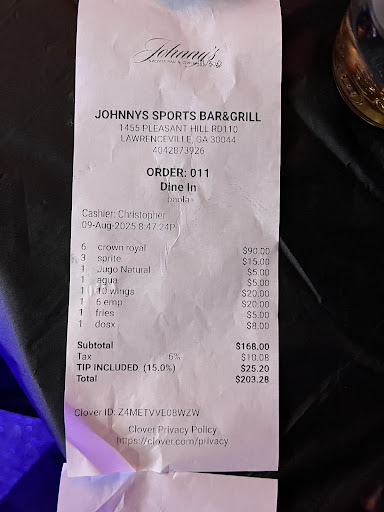 Johnny's
JOHNNYS SPORTS BAR&GRILL
1455 PLEASANT HILL RD110
LAWRENCEVILLE, GA 30044
4042873926
ORDER: 011
Dine In
paola
Cashier: Christopher
09-Aug-2025 8:47:24P
6 crown royal $90.00
3 sprite $15.00
1 Jugo Natural $5.00
1 agua $5.00
1 10 wings $20.00
1 6 emp $20.00
1 fries $5.00
1 dosx $8.00
Subtotal $168.00
Tax 6% $10.08
TIP INCLUDED (15.0%) $25.20
Total $203.28
Clover ID: Z4METVVE08WZW
Clover Privacy Policy
https://clover.com/privacy